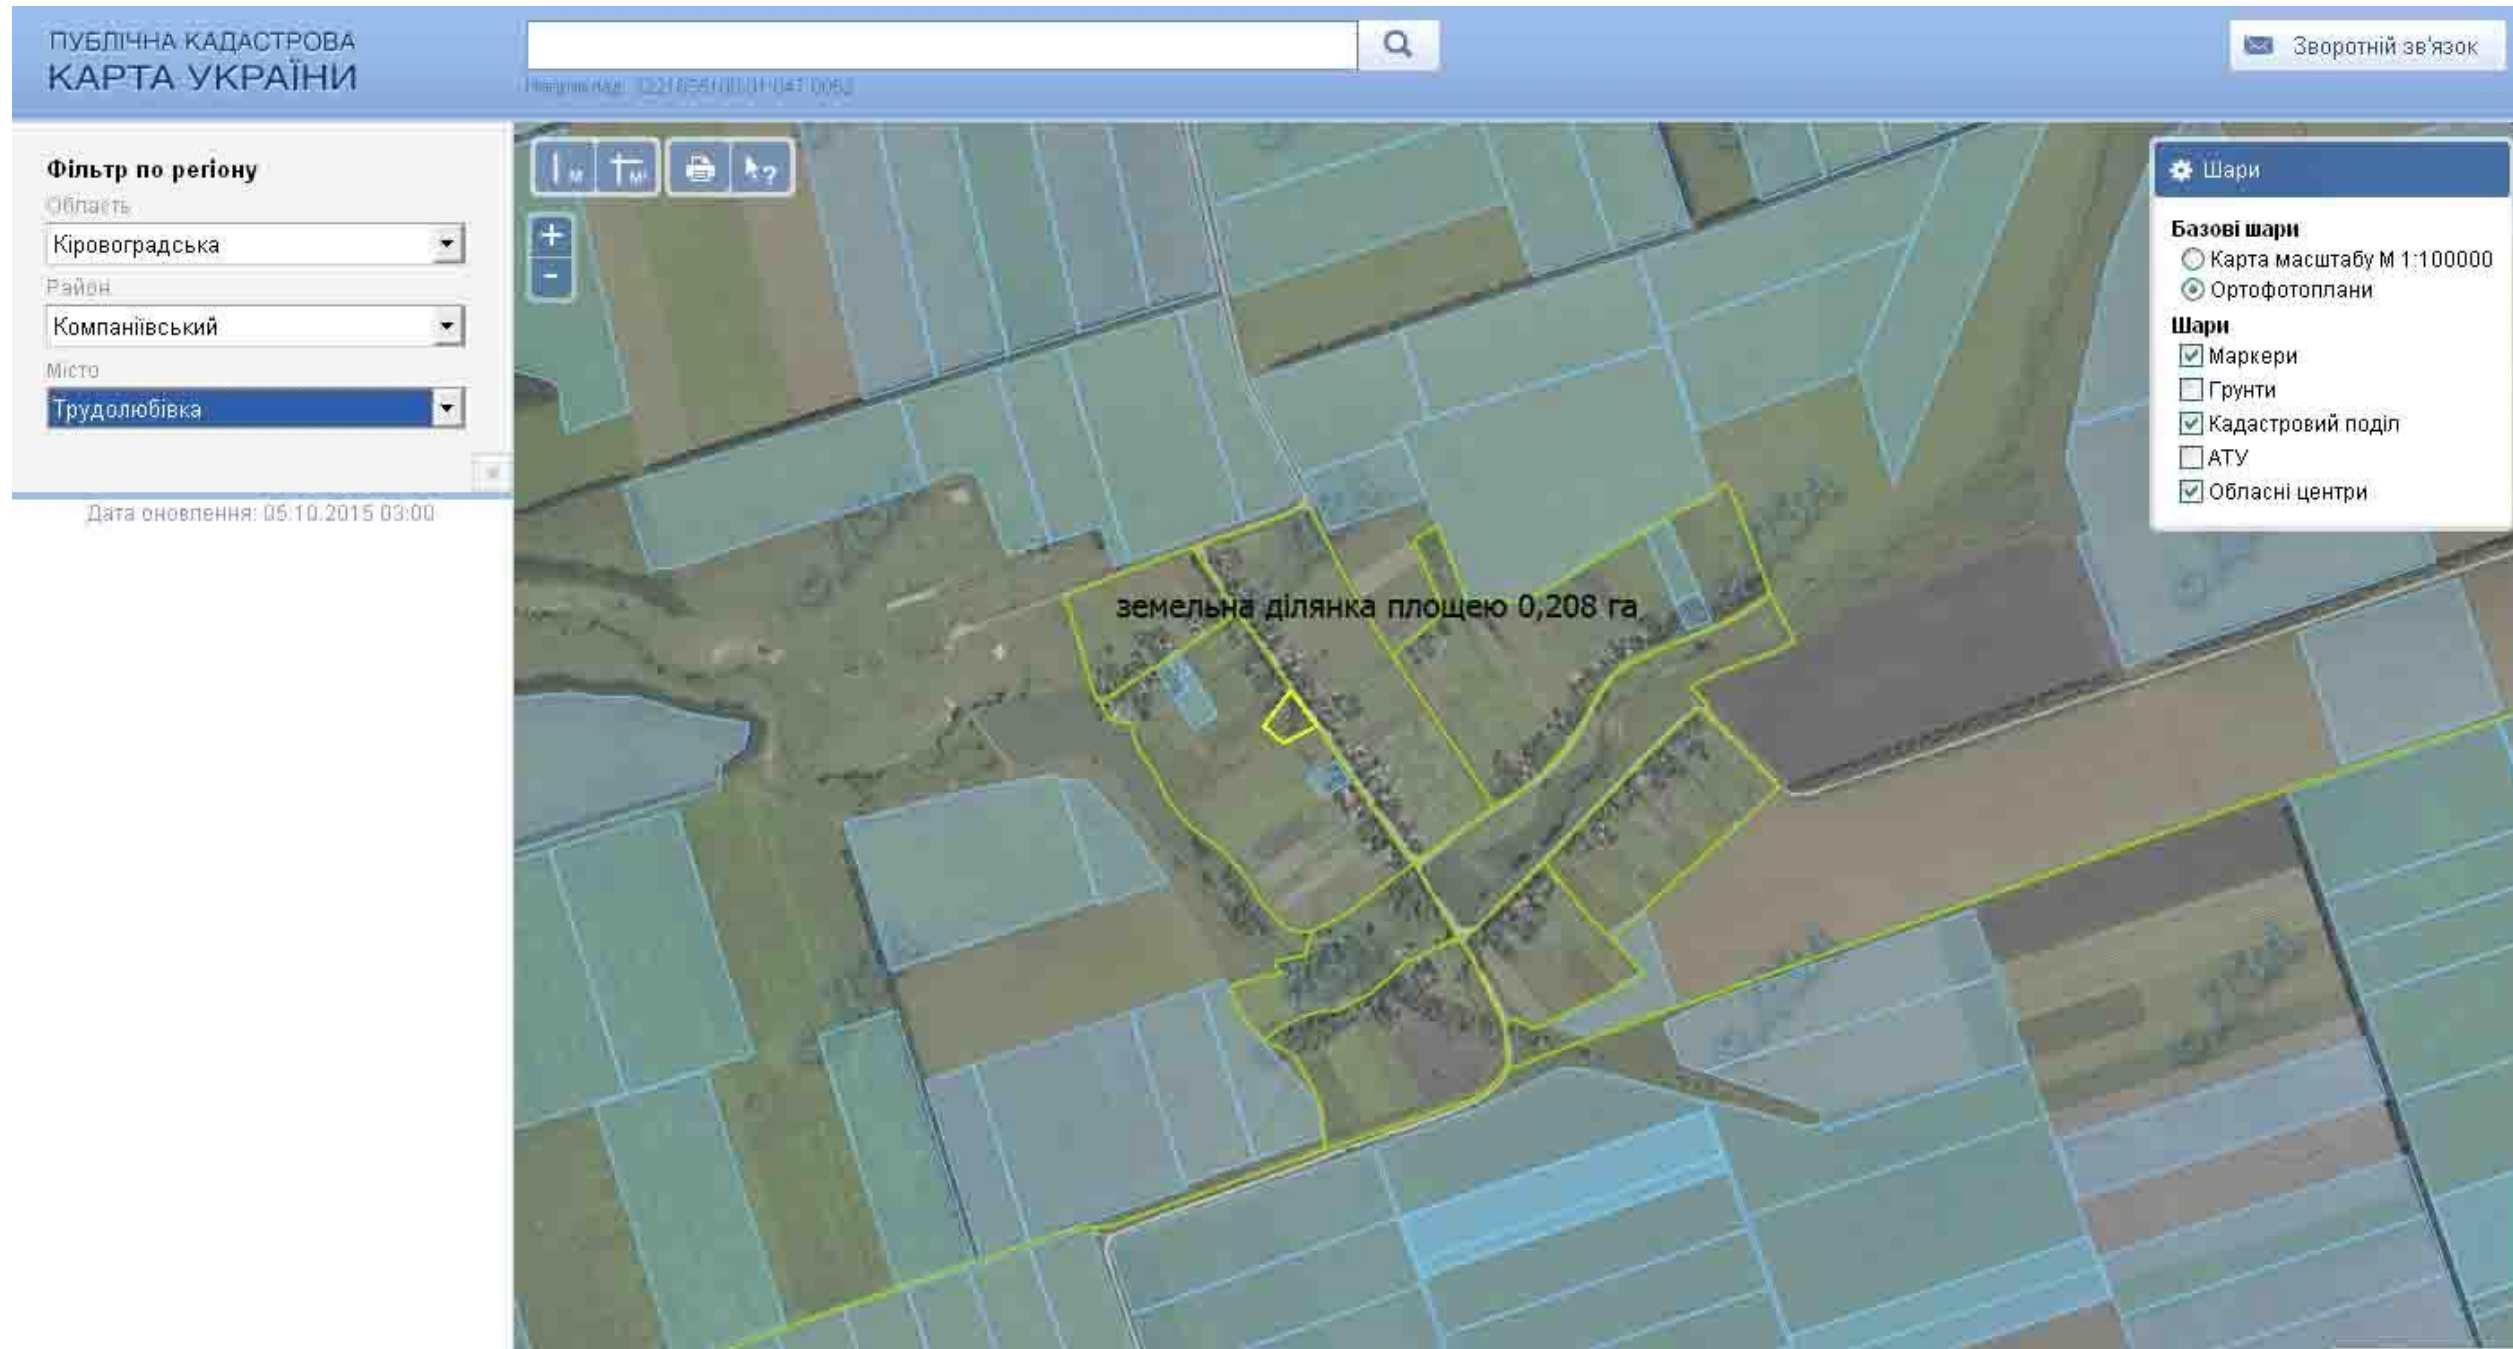 ПУБЛІЧНА КАДАСТРОВА
КАРТА УКРАЇНИ
Зворотній зв'язок
Фільтр по регіону
Область
Кіровоградська
Район
Компаніївський
Місто
Трудолюбівка
Дата оновлення: 05.10.2015 03:00
м
м²
?
+
-
земельна ділянка площею 0,208 га
Шари
Базові шари
Карта масштабу М 1:100000
Ортофотоплани
Шари
Маркери
Грунти
Кадастровий поділ
АТУ
Обласні центри